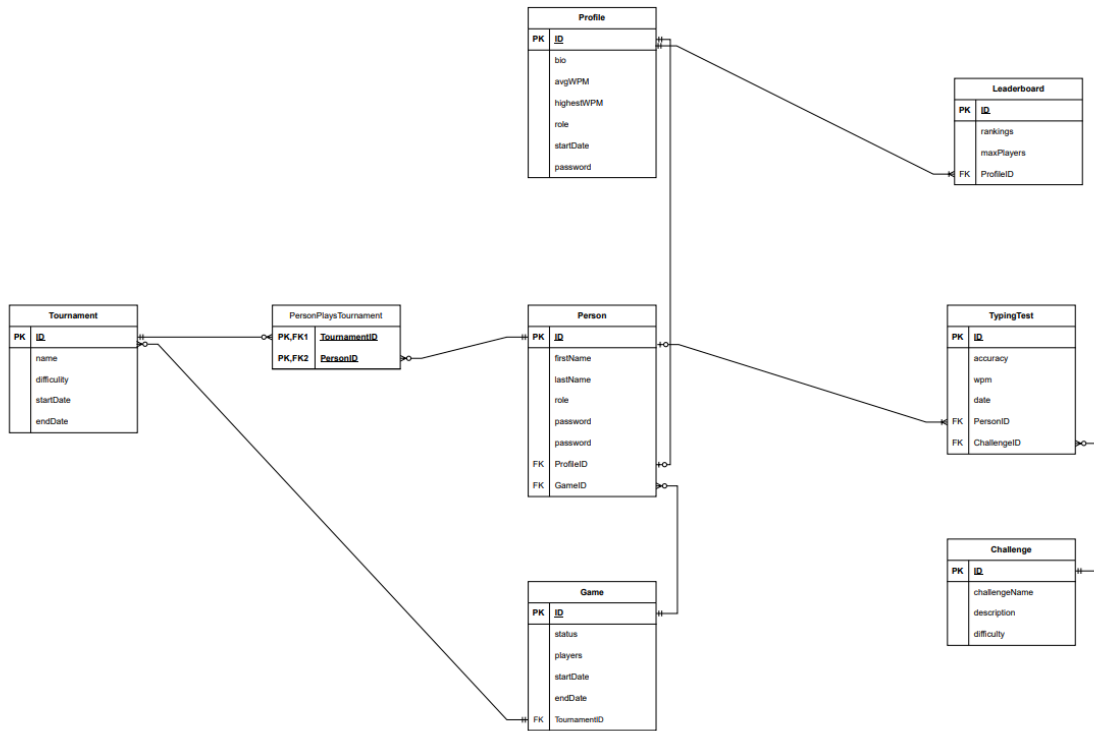 Profile
PK ID
bio
avgWPM
highestWPM
role
startDate
password
Leaderboard
PK ID
rankings
maxPlayers
FK ProfileID
Tournament
PK ID
name
difficulity
startDate
endDate
PersonPlaysTournament
PK,FK1 TournamentID
PK,FK2 PersonID
Person
PK ID
firstName
lastName
role
password
password
FK ProfileID
FK GameID
TypingTest
PK ID
accuracy
wpm
date
FK PersonID
FK ChallengeID
Challenge
PK ID
challengeName
description
difficulty
Game
PK ID
status
players
startDate
endDate
FK TournamentID